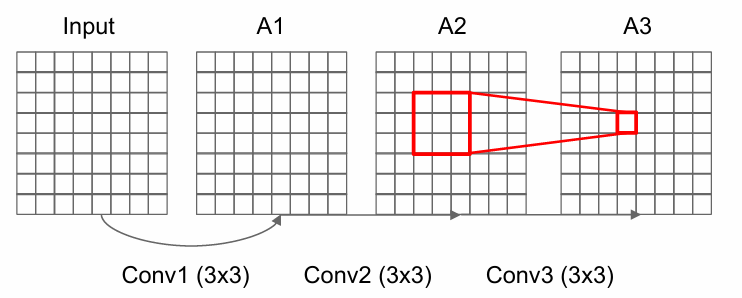 Input A1 A2 A3
Conv1 (3x3) Conv2 (3x3) Conv3 (3x3)